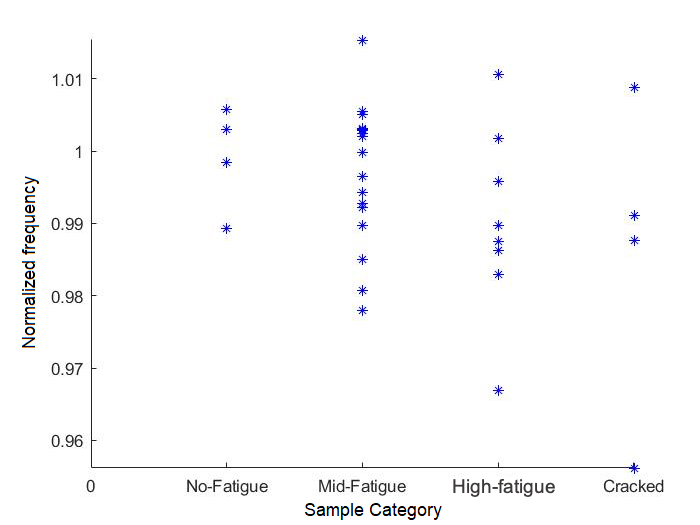 1.01
1
0.99
0.98
0.97
0.96
Normalized frequency
0 No-Fatigue Mid-Fatigue High-fatigue Cracked
Sample Category